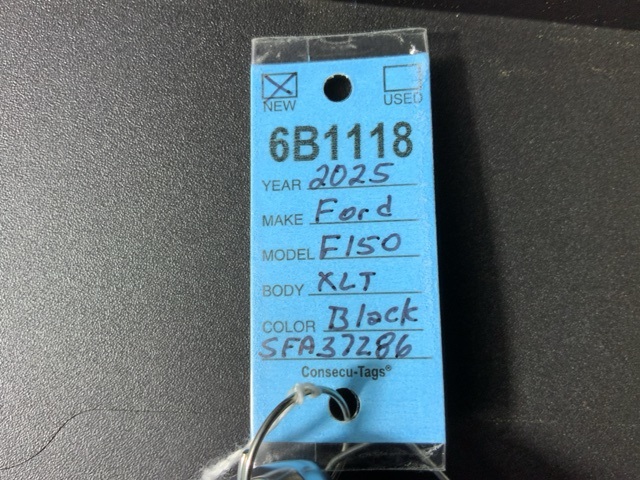 NEW USED
6B1118
YEAR 2025
MAKE Ford
MODEL F150
BODY XLT
COLOR Black
SFA37286
Consecu-Tags®